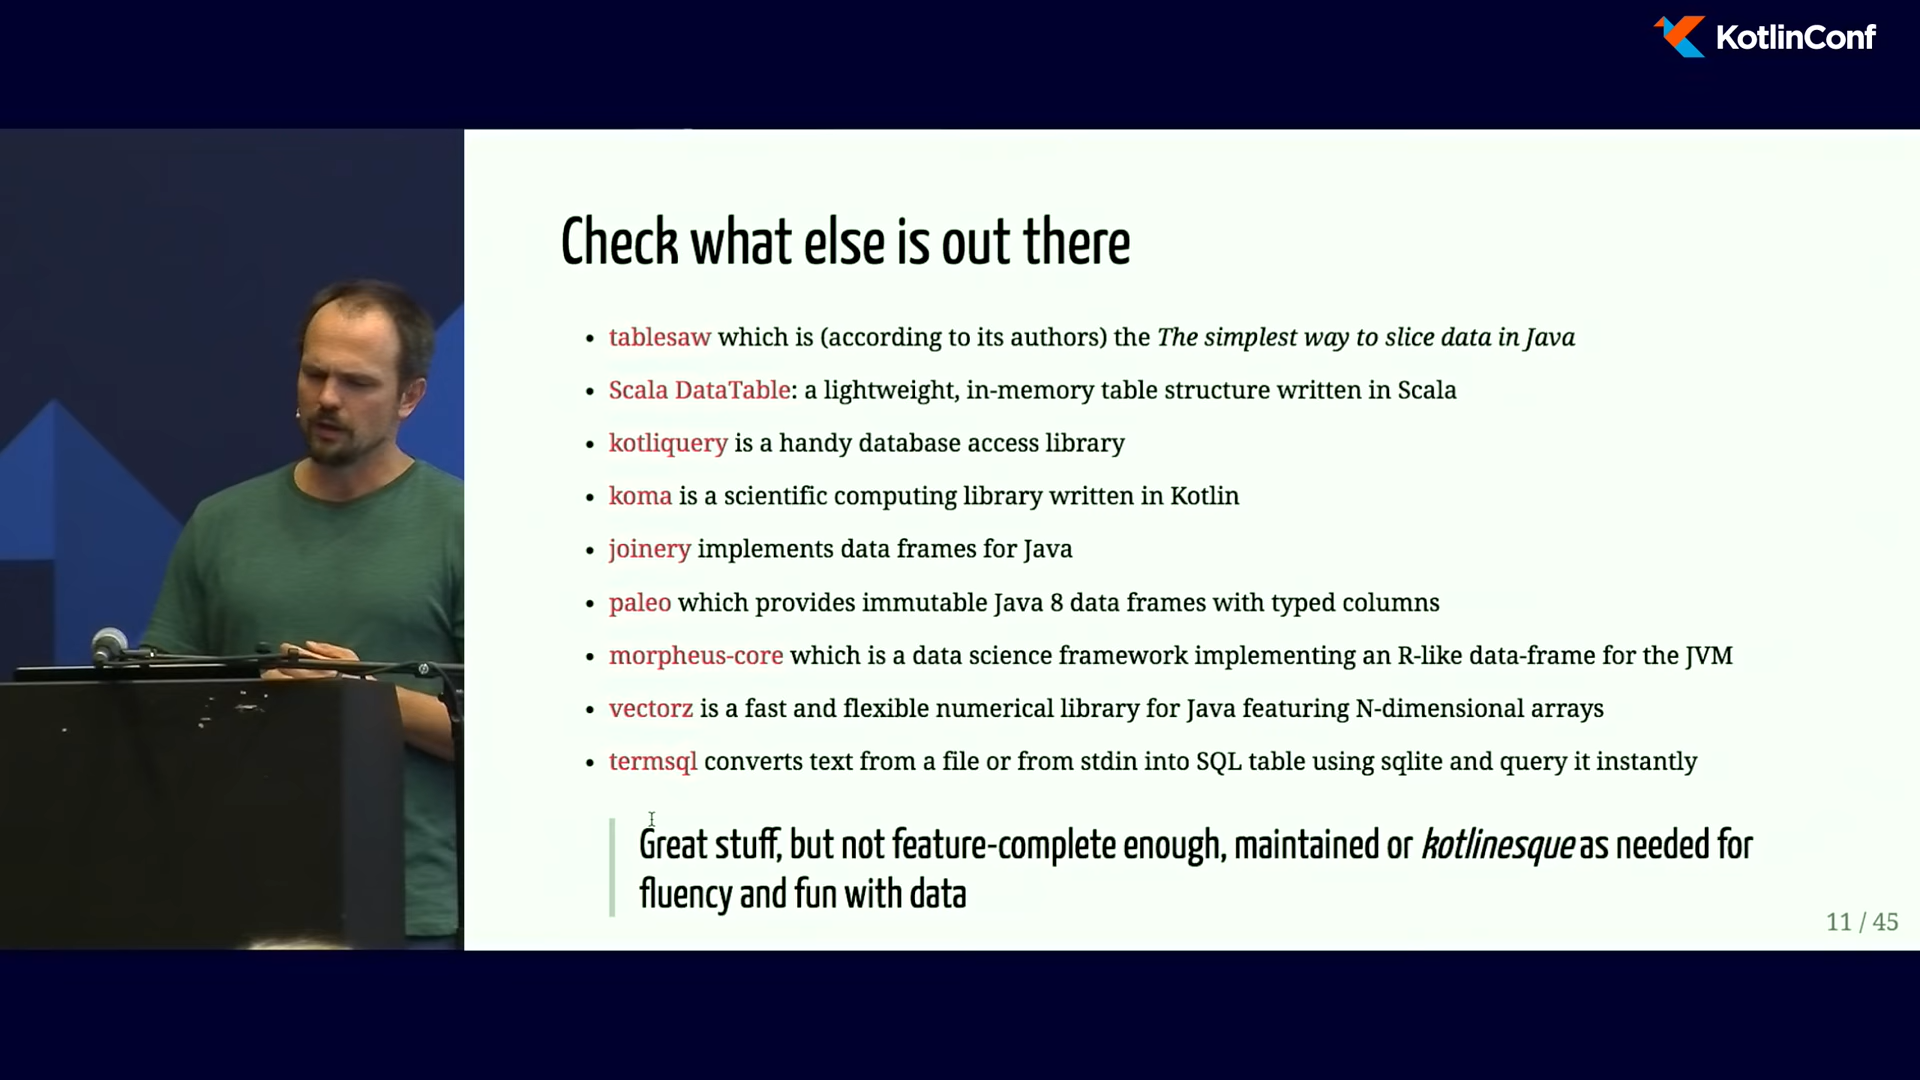 KotlinConf
Check what else is out there
• tablesaw which is (according to its authors) the The simplest way to slice data in Java
• Scala DataTable: a lightweight, in-memory table structure written in Scala
• kotliquery is a handy database access library
• koma is a scientific computing library written in Kotlin
• joinery implements data frames for Java
• paleo which provides immutable Java 8 data frames with typed columns
• morpheus-core which is a data science framework implementing an R-like data-frame for the JVM
• vectorz is a fast and flexible numerical library for Java featuring N-dimensional arrays
• termsql converts text from a file or from stdin into SQL table using sqlite and query it instantly
Great stuff, but not feature-complete enough, maintained or kotlinesque as needed for
fluency and fun with data
11 / 45